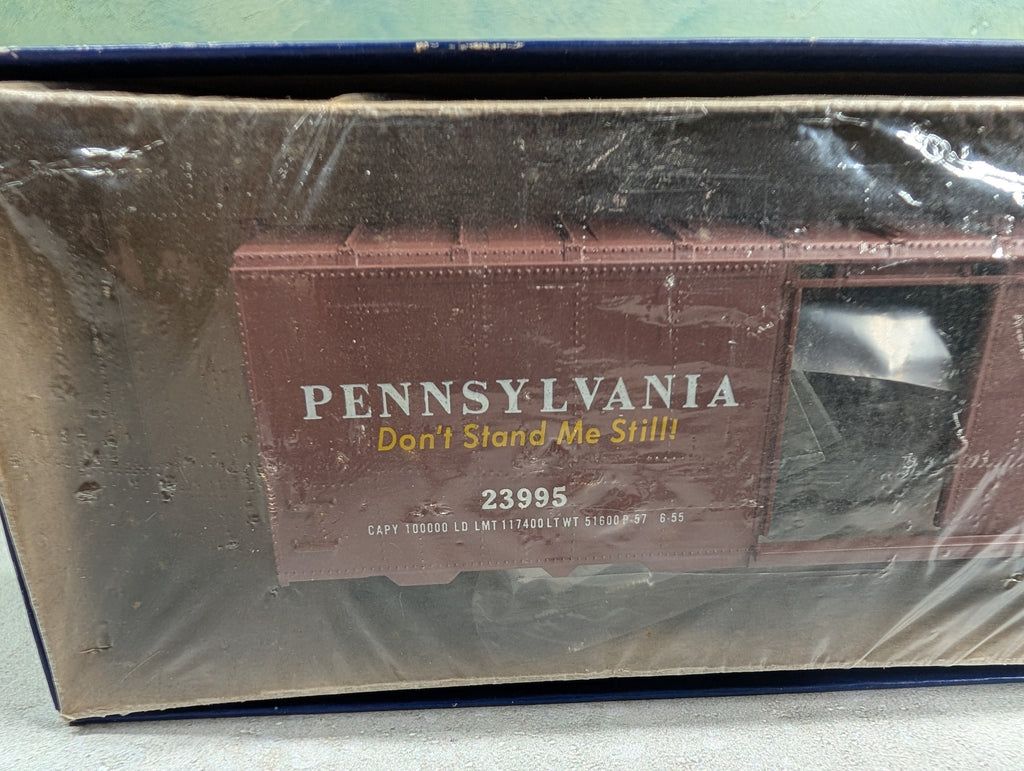 PENNSYLVANIA
Don't Stand Me Still!
23995
CAPY 100000 LD LMT 117400 LT WT 51600 P-57 6-55